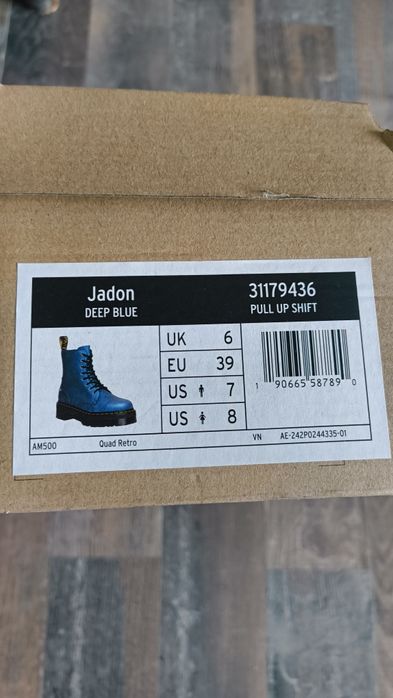 Jadon
DEEP BLUE
31179436
PULL UP SHIFT
UK 6
EU 39
US 7
US 8
1 90665 58789 0
AM500 Quad Retro VN AE-242P0244335-01